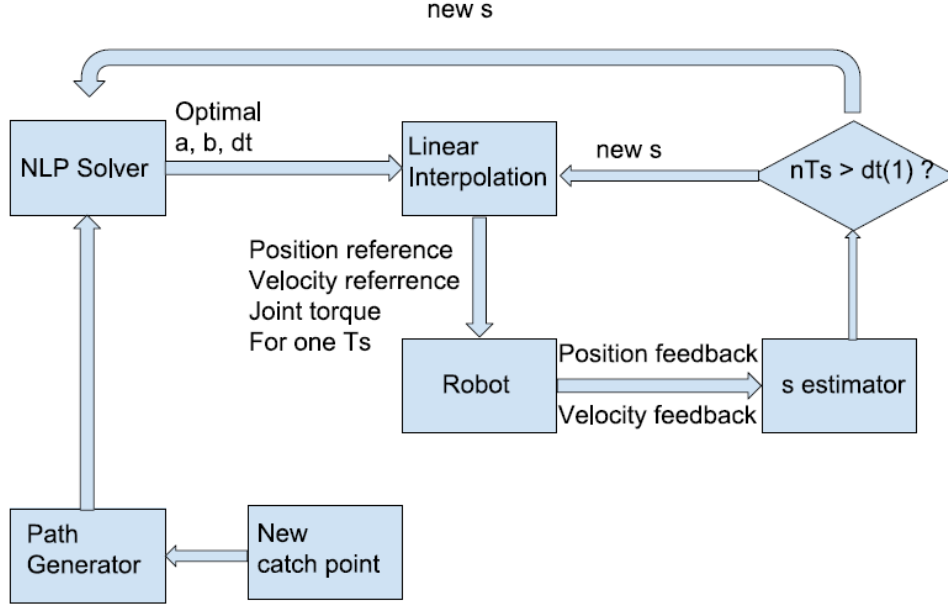 new s
Optimal
a, b, dt
NLP Solver
Linear
Interpolation
new s
nTs > dt(1) ?
Position reference
Velocity referrence
Joint torque
For one Ts
Robot
Position feedback
Velocity feedback
s estimator
Path
Generator
New
catch point